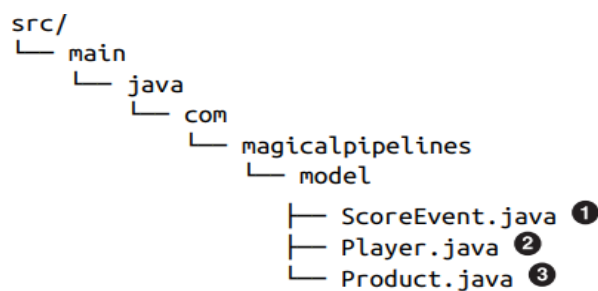 src/
└── main
└── java
└── com
└── magicalpipelines
└── model
├── ScoreEvent.java ❶
├── Player.java ❷
└── Product.java ❸